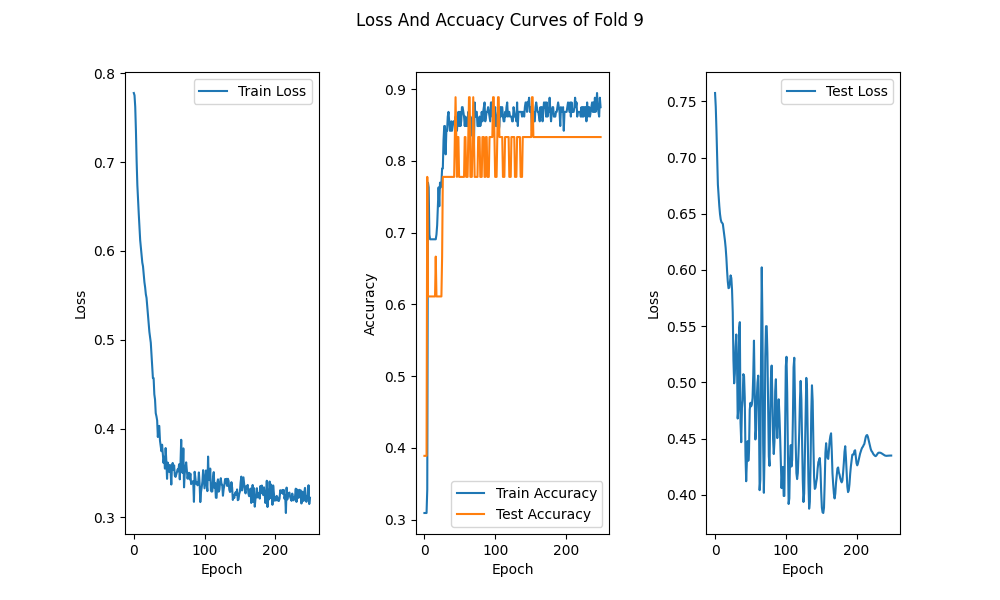 Loss And Accuacy Curves of Fold 9
Train Loss
0.8
0.7
0.6
0.5
0.4
0.3
Loss
0
100
200
Epoch
0.9
0.8
0.7
0.6
0.5
0.4
0.3
Accuracy
Train Accuracy
Test Accuracy
0
100
200
Epoch
Test Loss
0.75
0.70
0.65
0.60
0.55
0.50
0.45
0.40
Loss
0
100
200
Epoch